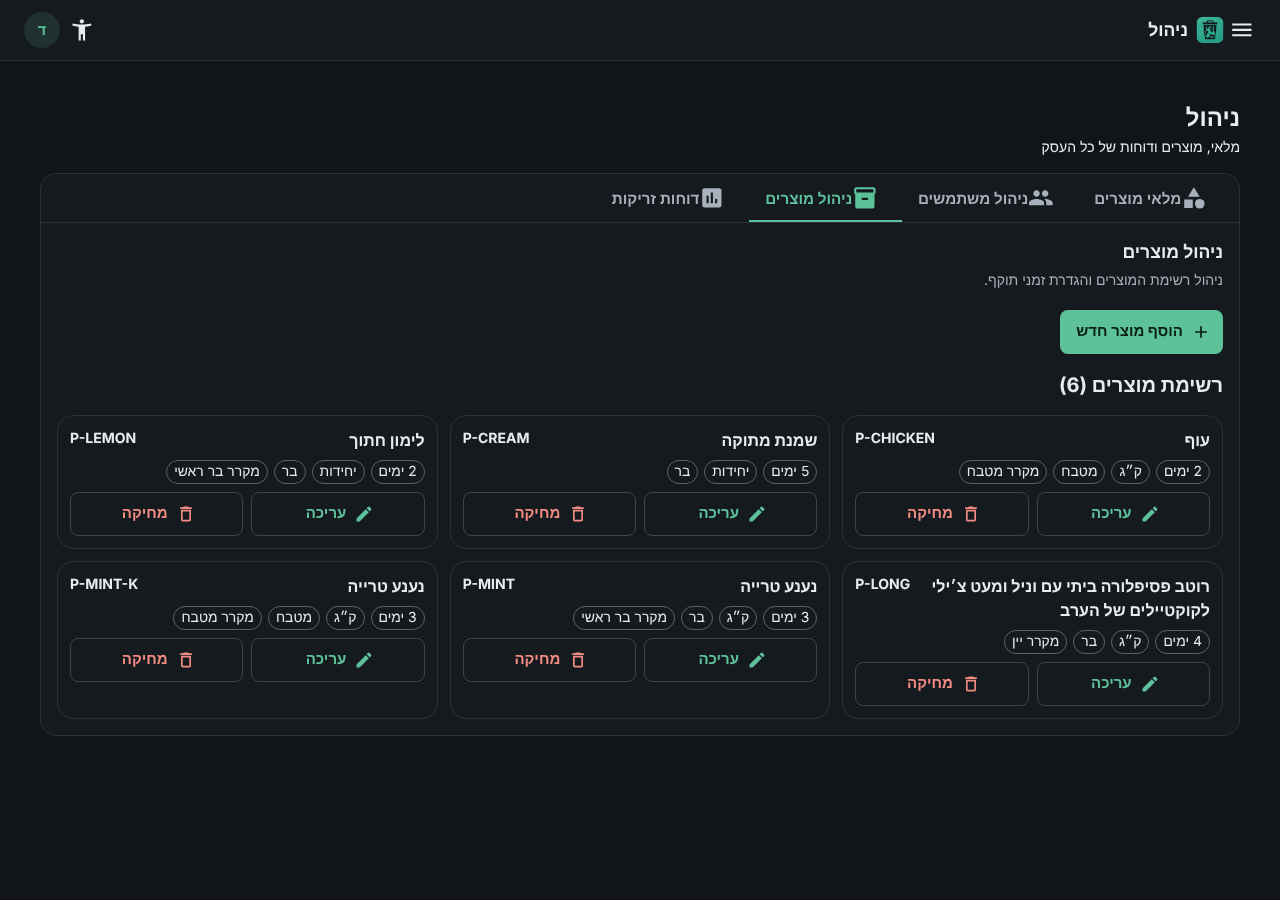 ניהול
ד
ניהול
מלאי, מוצרים ודוחות של כל העסק
מלאי מוצרים
ניהול משתמשים
ניהול מוצרים
דוחות זריקות
ניהול מוצרים
ניהול רשימת המוצרים והגדרת זמני תוקף.
הוסף מוצר חדש
רשימת מוצרים (6)
עוף P-CHICKEN
2 ימים ק״ג מטבח מקרר מטבח
עריכה מחיקה
שמנת מתוקה P-CREAM
5 ימים יחידות בר
עריכה מחיקה
לימון חתוך P-LEMON
2 ימים יחידות בר מקרר בר ראשי
עריכה מחיקה
רוטב פסיפלורה ביתי עם וניל ומעט צ׳ילי P-LONG
לקוקטיילים של הערב
4 ימים ק״ג בר מקרר יין
עריכה מחיקה
נענע טרייה P-MINT
3 ימים ק״ג בר מקרר בר ראשי
עריכה מחיקה
נענע טרייה P-MINT-K
3 ימים ק״ג מטבח מקרר מטבח
עריכה מחיקה